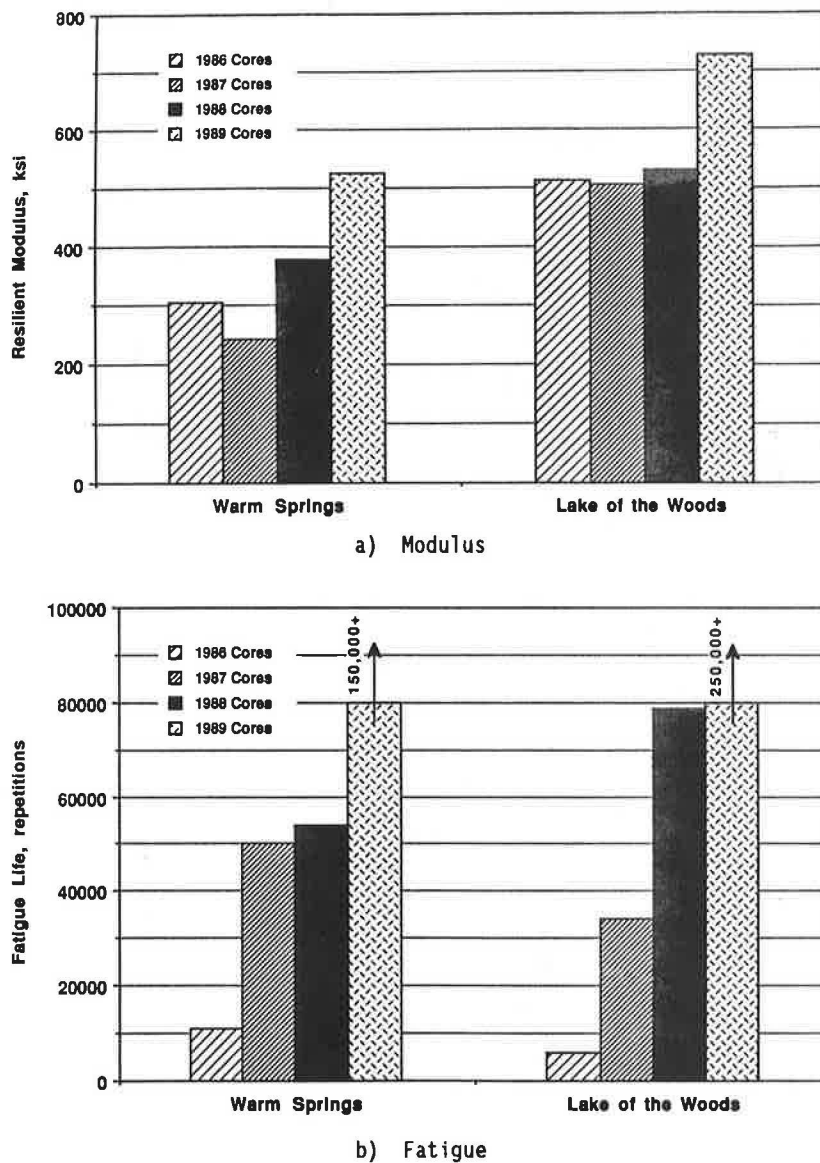 800
600
400
200
0
Resilient Modulus, ksi
1986 Cores
1987 Cores
1988 Cores
1989 Cores
Warm Springs
Lake of the Woods
a) Modulus
100000
80000
60000
40000
20000
0
Fatigue Life, repetitions
1986 Cores
1987 Cores
1988 Cores
1989 Cores
150,000+
250,000+
Warm Springs
Lake of the Woods
b) Fatigue